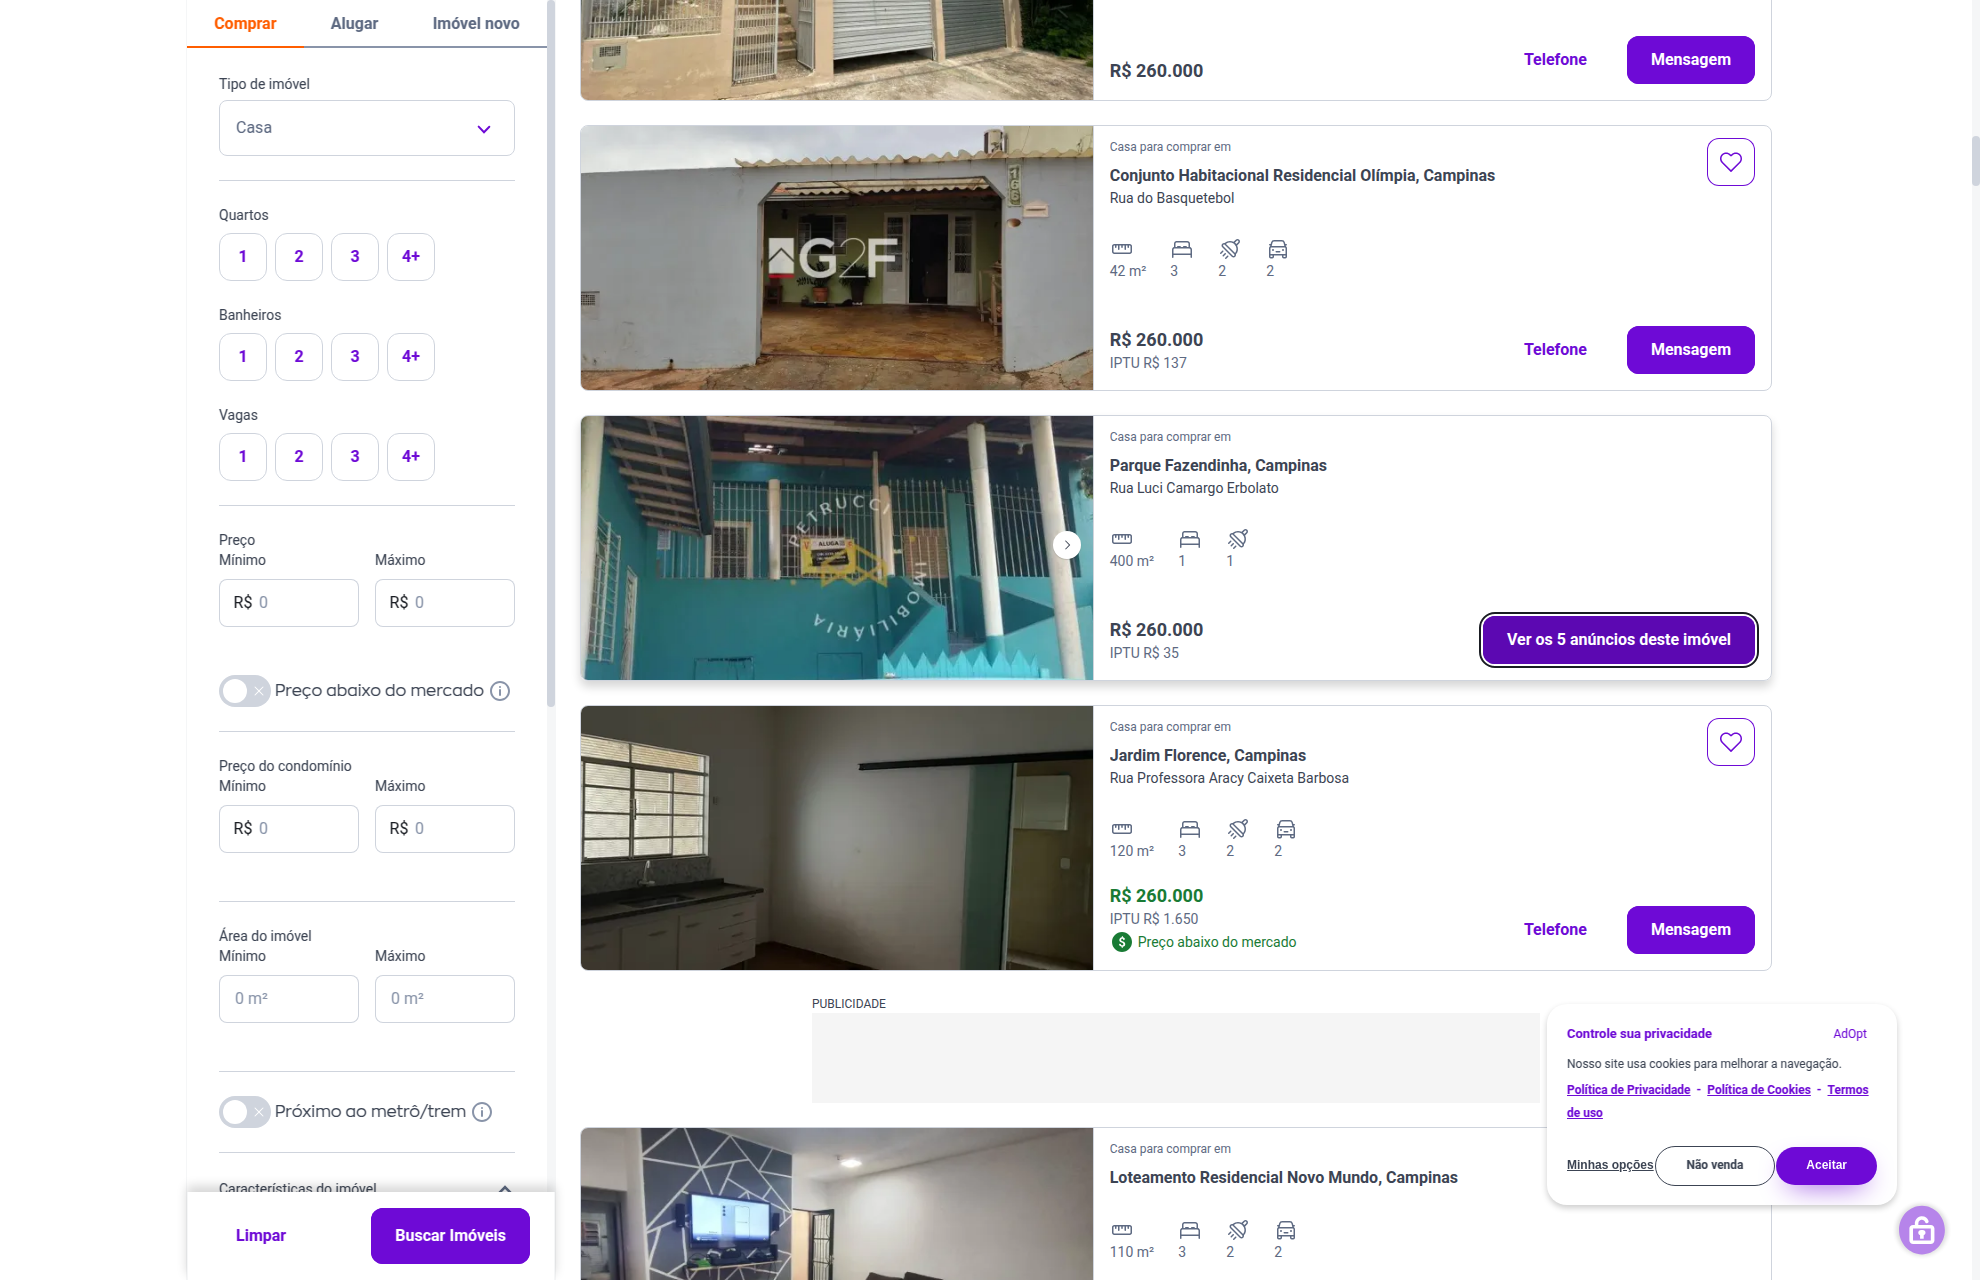 Comprar
Alugar
Imóvel novo
Tipo de imóvel
Casa
Quartos
1
2
3
4+
Banheiros
1
2
3
4+
Vagas
1
2
3
4+
Preço
Mínimo
Máximo
R$ 0
R$ 0
Preço abaixo do mercado
Preço do condomínio
Mínimo
Máximo
R$ 0
R$ 0
Área do imóvel
Mínimo
Máximo
0 m²
0 m²
Próximo ao metrô/trem
Características do imóvel
Limpar
Buscar Imóveis
R$ 260.000
Telefone
Mensagem
166
G2F
Casa para comprar em
Conjunto Habitacional Residencial Olímpia, Campinas
Rua do Basquetebol
42 m²
3
2
2
R$ 260.000
IPTU R$ 137
Telefone
Mensagem
PETRUCCI
IMOBILIÁRIA
ALUGA
Casa para comprar em
Parque Fazendinha, Campinas
Rua Luci Camargo Erbolato
400 m²
1
1
R$ 260.000
IPTU R$ 35
Ver os 5 anúncios deste imóvel
Casa para comprar em
Jardim Florence, Campinas
Rua Professora Aracy Caixeta Barbosa
120 m²
3
2
2
R$ 260.000
IPTU R$ 1.650
Preço abaixo do mercado
Telefone
Mensagem
PUBLICIDADE
Casa para comprar em
Loteamento Residencial Novo Mundo, Campinas
110 m²
3
2
2
Controle sua privacidade
AdOpt
Nosso site usa cookies para melhorar a navegação.
Política de Privacidade - Política de Cookies - Termos
de uso
Minhas opções
Não venda
Aceitar